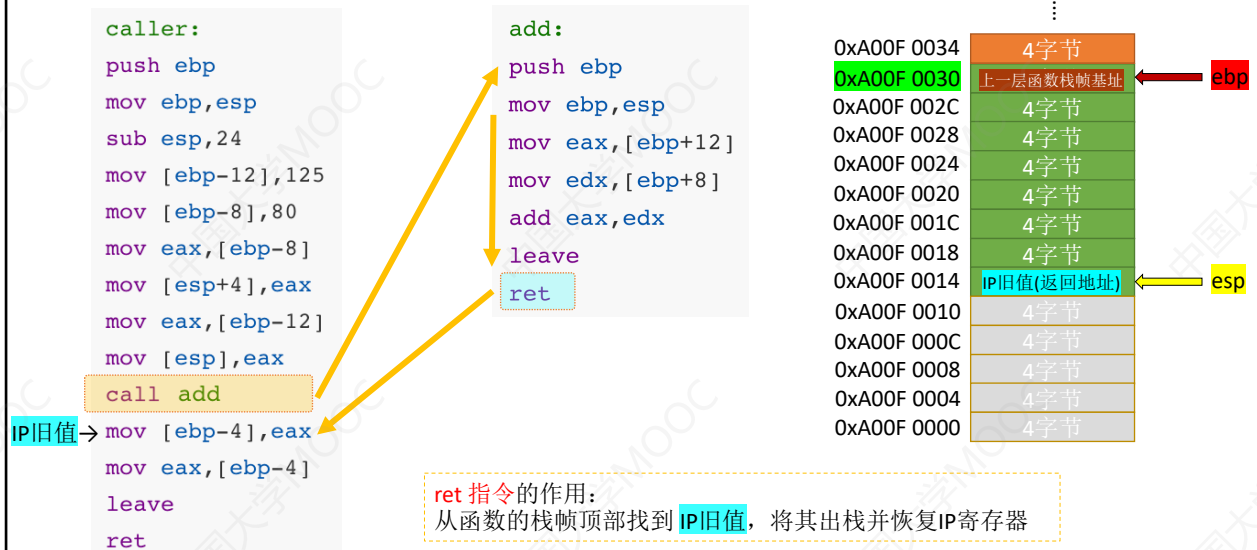 caller:
push ebp
mov ebp,esp
sub esp,24
mov [ebp-12],125
mov [ebp-8],80
mov eax,[ebp-8]
mov [esp+4],eax
mov eax,[ebp-12]
mov [esp],eax
call add
IP旧值→ mov [ebp-4],eax
mov eax,[ebp-4]
leave
ret
add:
push ebp
mov ebp,esp
mov eax,[ebp+12]
mov edx,[ebp+8]
add eax,edx
leave
ret
⋮
0xA00F 0034 4字节
0xA00F 0030 上一层函数栈帧基址 ebp
0xA00F 002C 4字节
0xA00F 0028 4字节
0xA00F 0024 4字节
0xA00F 0020 4字节
0xA00F 001C 4字节
0xA00F 0018 4字节
0xA00F 0014 IP旧值(返回地址) esp
0xA00F 0010 4字节
0xA00F 000C 4字节
0xA00F 0008 4字节
0xA00F 0004 4字节
0xA00F 0000 4字节
ret 指令的作用：
从函数的栈帧顶部找到 IP旧值，将其出栈并恢复IP寄存器
中国大学MOOC